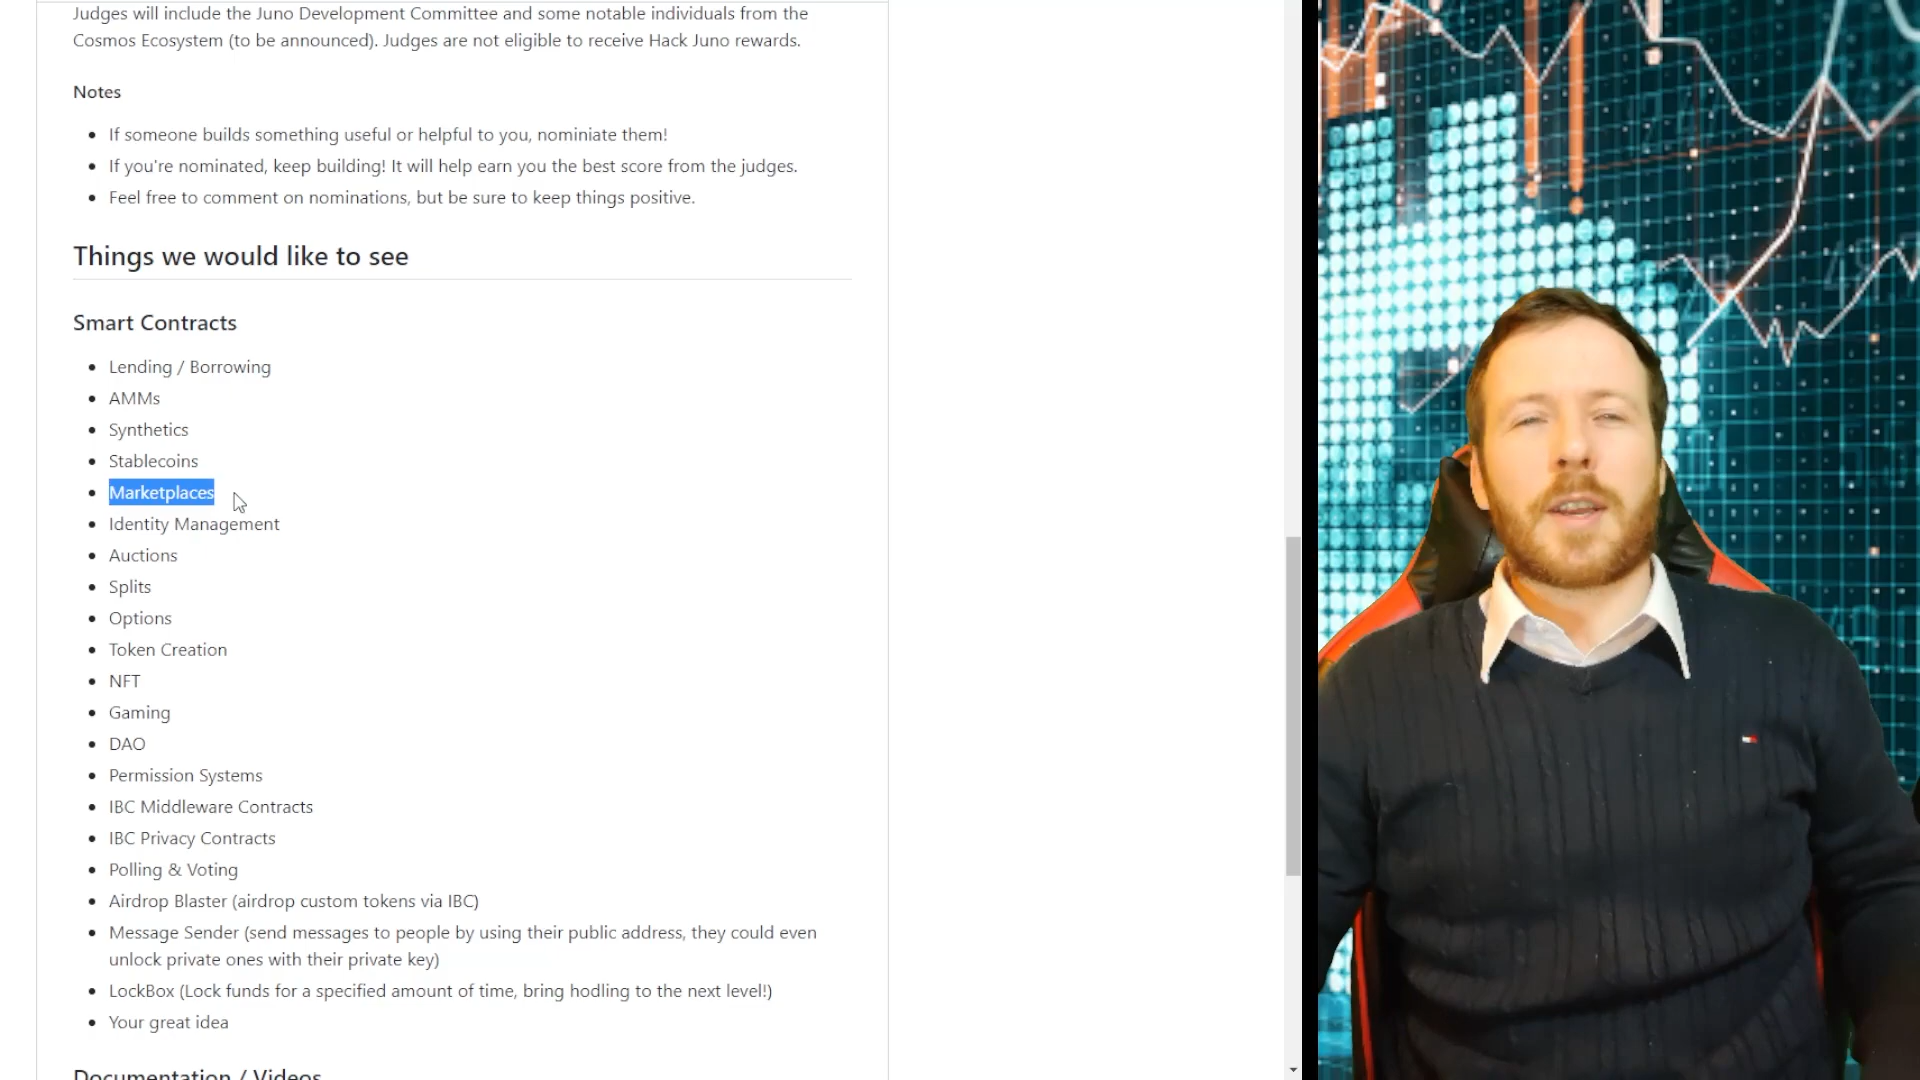 Judges will include the Juno Development Committee and some notable individuals from the
Cosmos Ecosystem (to be announced). Judges are not eligible to receive Hack Juno rewards.
Notes
If someone builds something useful or helpful to you, nominiate them!
If you're nominated, keep building! It will help earn you the best score from the judges.
Feel free to comment on nominations, but be sure to keep things positive.
Things we would like to see
Smart Contracts
Lending / Borrowing
AMMs
Synthetics
Stablecoins
Marketplaces
Identity Management
Auctions
Splits
Options
Token Creation
NFT
Gaming
DAO
Permission Systems
IBC Middleware Contracts
IBC Privacy Contracts
Polling & Voting
Airdrop Blaster (airdrop custom tokens via IBC)
Message Sender (send messages to people by using their public address, they could even
unlock private ones with their private key)
LockBox (Lock funds for a specified amount of time, bring hodling to the next level!)
Your great idea
Documentation / Videos